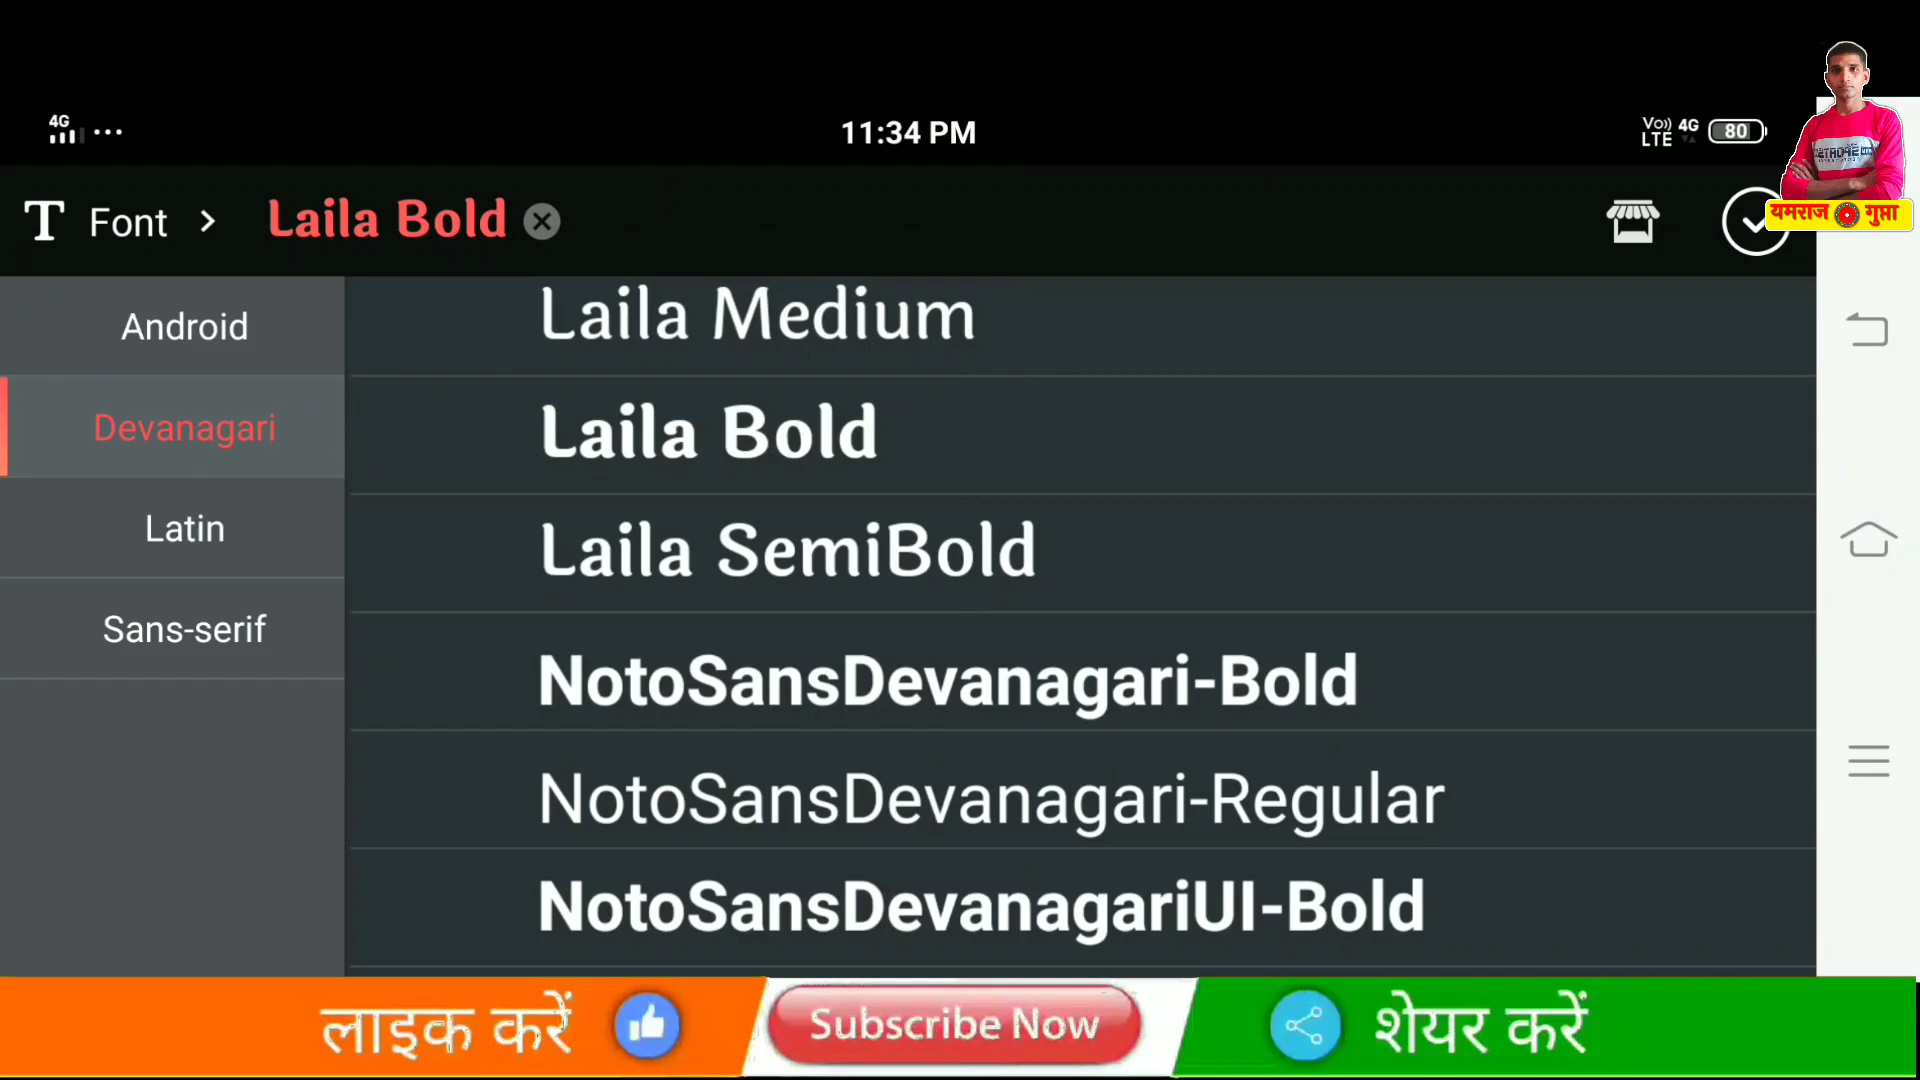 4G
11:34 PM
Vo)) LTE 4G 80
यमराज गुप्ता
T Font > Laila Bold
Android
Devanagari
Latin
Sans-serif
Laila Medium
Laila Bold
Laila SemiBold
NotoSansDevanagari-Bold
NotoSansDevanagari-Regular
NotoSansDevanagariUI-Bold
लाइक करें
Subscribe Now
शेयर करें